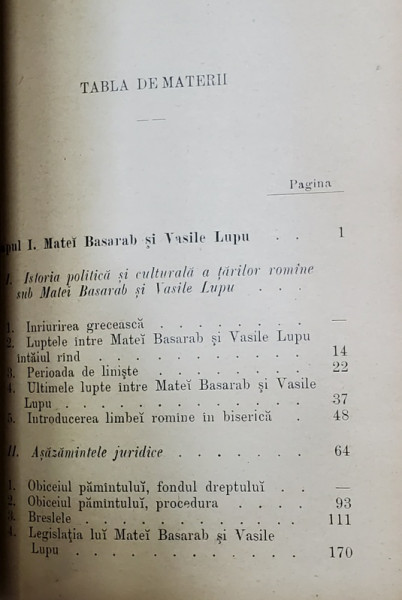 TABLA DE MATERII
Pagina
pul I. Mateĭ Basarab şi Vasile Lupu . . 1
I. Istoria politică şi culturală a ţărilor romîne
sub Mateĭ Basarab şi Vasile Lupu . . .
1. Inriurirea grecească . . . . . . . —
2. Luptele între Mateĭ Basarab şi Vasile Lupu
întăiul rînd . . . . . . . . . . 14
3. Perioada de linişte . . . . . . . 22
4. Ultimele lupte între Mateĭ Basarab şi Vasile
Lupu . . . . . . . . . . . . 37
5. Introducerea limbeĭ romîne in biserică . 48
II. Aşăzămintele juridice . . . . . . 64
1. Obiceiul pămîntuluĭ, fondul dreptuluĭ . . —
2. Obiceiul pămîntuluĭ, procedura . . . . 93
3. Breslele . . . . . . . . . . . 111
4. Legislaţia luĭ Mateĭ Basarab şi Vasile
Lupu . . . . . . . . . . . . 170